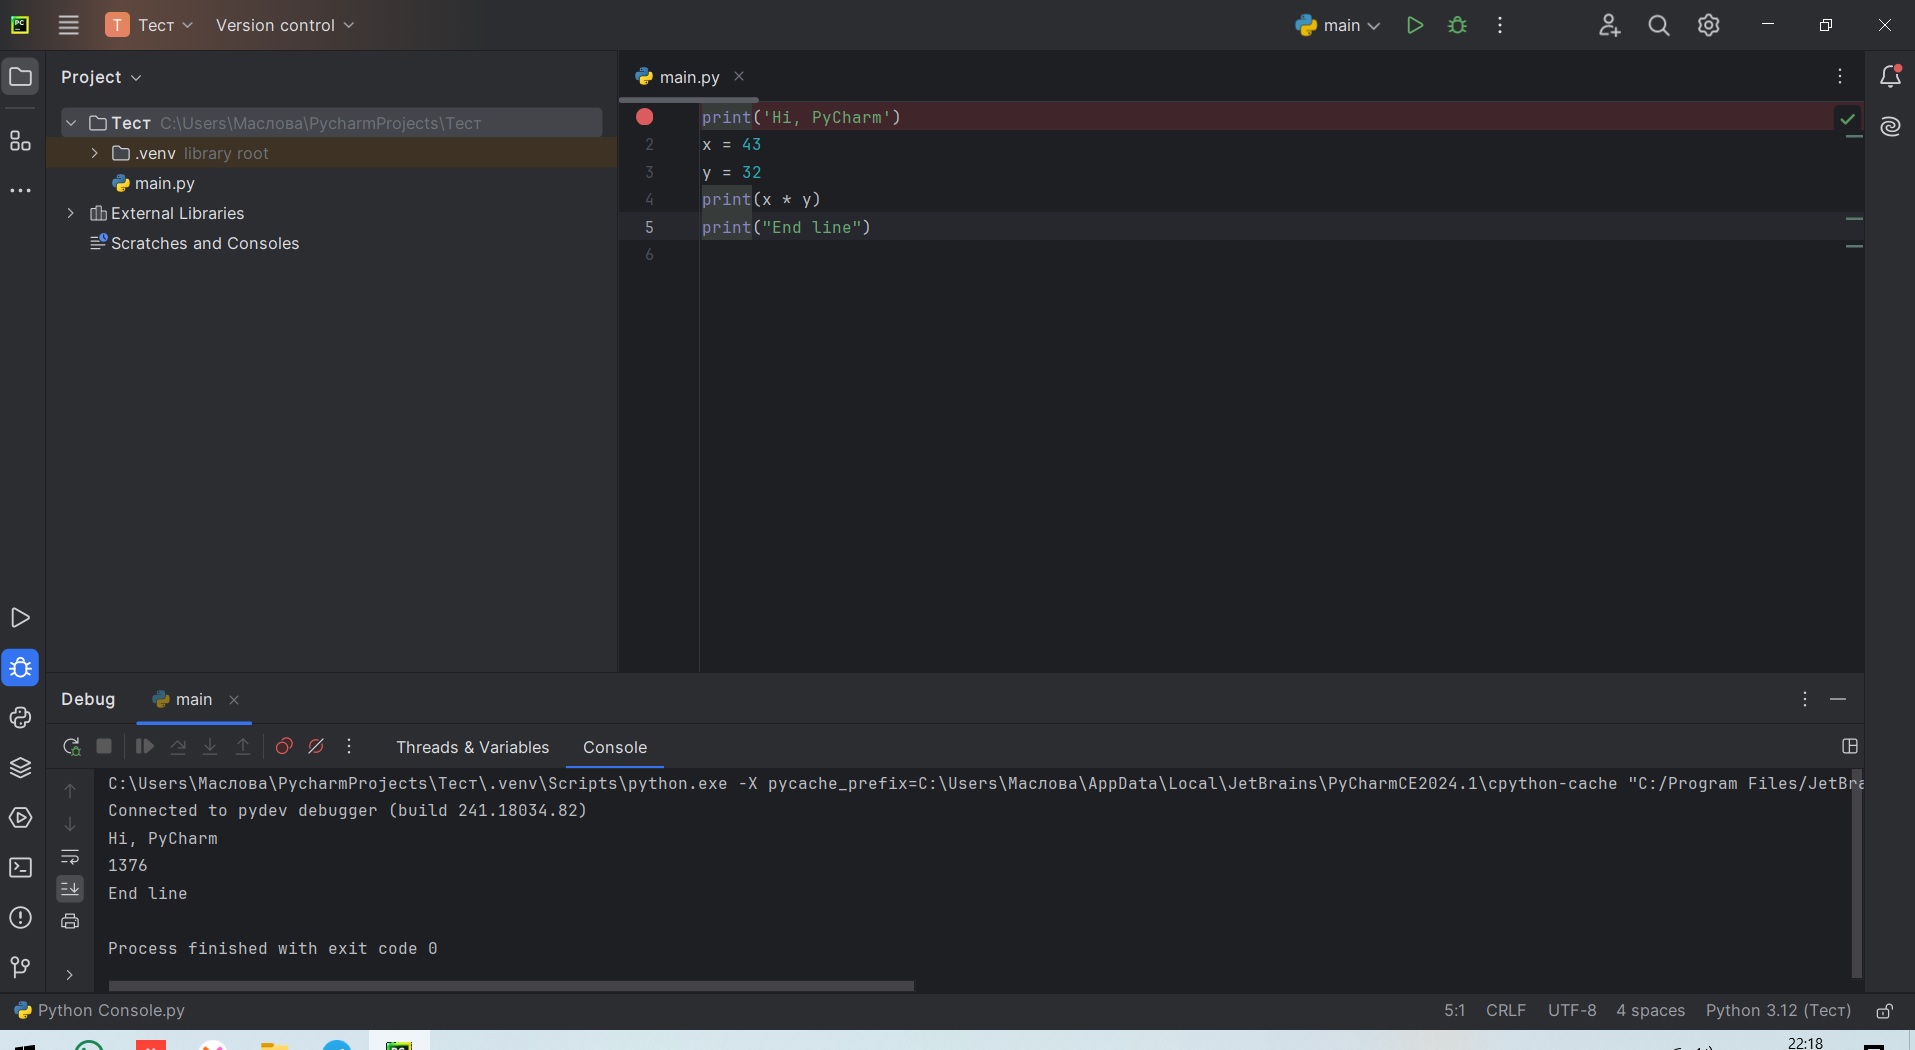 PC
T Тест Version control main
Project
main.py
Тест C:\Users\Маслова\PycharmProjects\Тест
.venv library root
main.py
External Libraries
Scratches and Consoles
print('Hi, PyCharm')
2 x = 43
3 y = 32
4 print(x * y)
5 print("End line")
6
Debug main
Threads & Variables Console
C:\Users\Маслова\PycharmProjects\Тест\.venv\Scripts\python.exe -X pycache_prefix=C:\Users\Маслова\AppData\Local\JetBrains\PyCharmCE2024.1\cpython-cache "C:/Program Files/JetBra
Connected to pydev debugger (build 241.18034.82)
Hi, PyCharm
1376
End line
Process finished with exit code 0
Python Console.py 5:1 CRLF UTF-8 4 spaces Python 3.12 (Тест)
PC
22:18